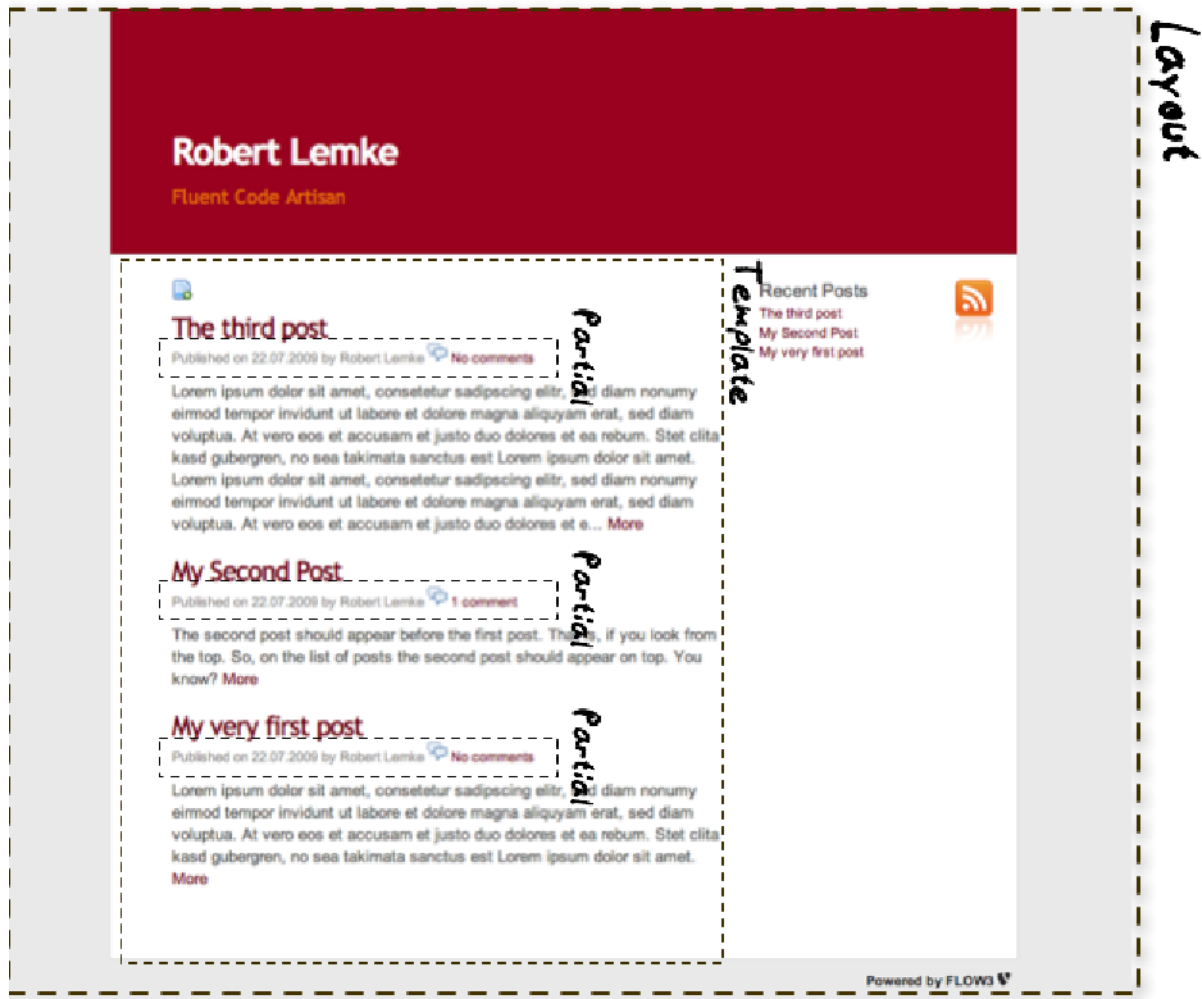 Layout
Robert Lemke
Fluent Code Artisan
Template
The third post
Partial
Published on 22.07.2009 by Robert Lemke No comments
Lorem ipsum dolor sit amet, consetetur sadipscing elitr, sed diam nonumy
eirmod tempor invidunt ut labore et dolore magna aliquyam erat, sed diam
voluptua. At vero eos et accusam et justo duo dolores et ea rebum. Stet clita
kasd gubergren, no sea takimata sanctus est Lorem ipsum dolor sit amet.
Lorem ipsum dolor sit amet, consetetur sadipscing elitr, sed diam nonumy
eirmod tempor invidunt ut labore et dolore magna aliquyam erat, sed diam
voluptua. At vero eos et accusam et justo duo dolores et e... More
My Second Post
Partial
Published on 22.07.2009 by Robert Lemke 1 comment
The second post should appear before the first post. Thats, if you look from
the top. So, on the list of posts the second post should appear on top. You
know? More
My very first post
Partial
Published on 22.07.2009 by Robert Lemke No comments
Lorem ipsum dolor sit amet, consetetur sadipscing elitr, sed diam nonumy
eirmod tempor invidunt ut labore et dolore magna aliquyam erat, sed diam
voluptua. At vero eos et accusam et justo duo dolores et ea rebum. Stet clita
kasd gubergren, no sea takimata sanctus est Lorem ipsum dolor sit amet.
More
Recent Posts
The third post
My Second Post
My very first post
Powered by FLOW3